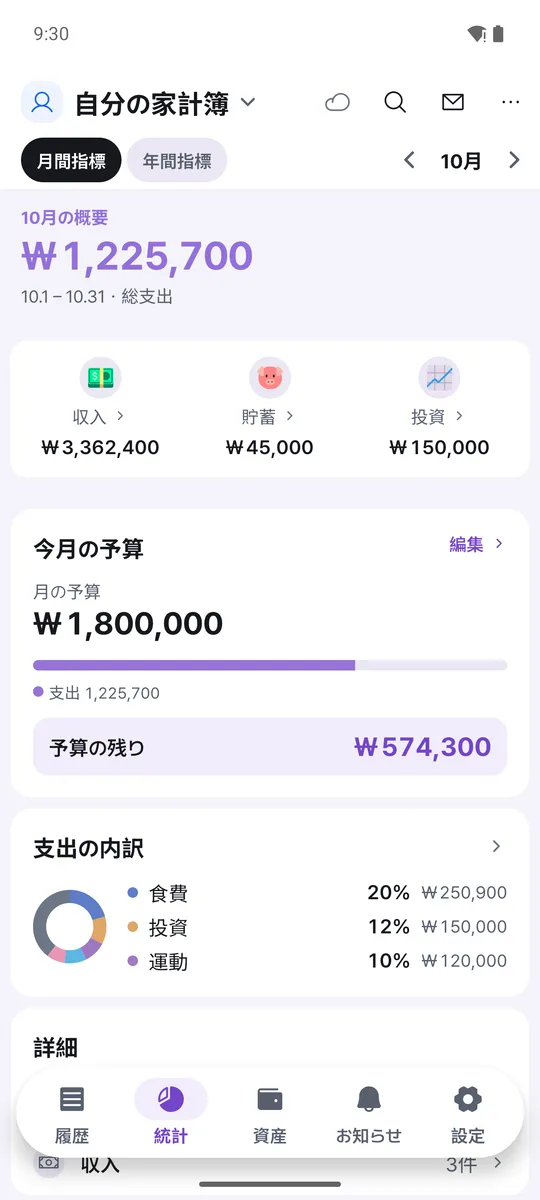 9:30
自分の家計簿
月間指標 年間指標 10月
10月の概要
₩1,225,700
10.1 – 10.31 · 総支出
収入 貯蓄 投資
₩3,362,400 ₩45,000 ₩150,000
今月の予算 編集
月の予算
₩1,800,000
支出 1,225,700
予算の残り ₩574,300
支出の内訳
食費 20% ₩250,900
投資 12% ₩150,000
運動 10% ₩120,000
詳細
履歴 統計 資産 お知らせ 設定
収入 3件